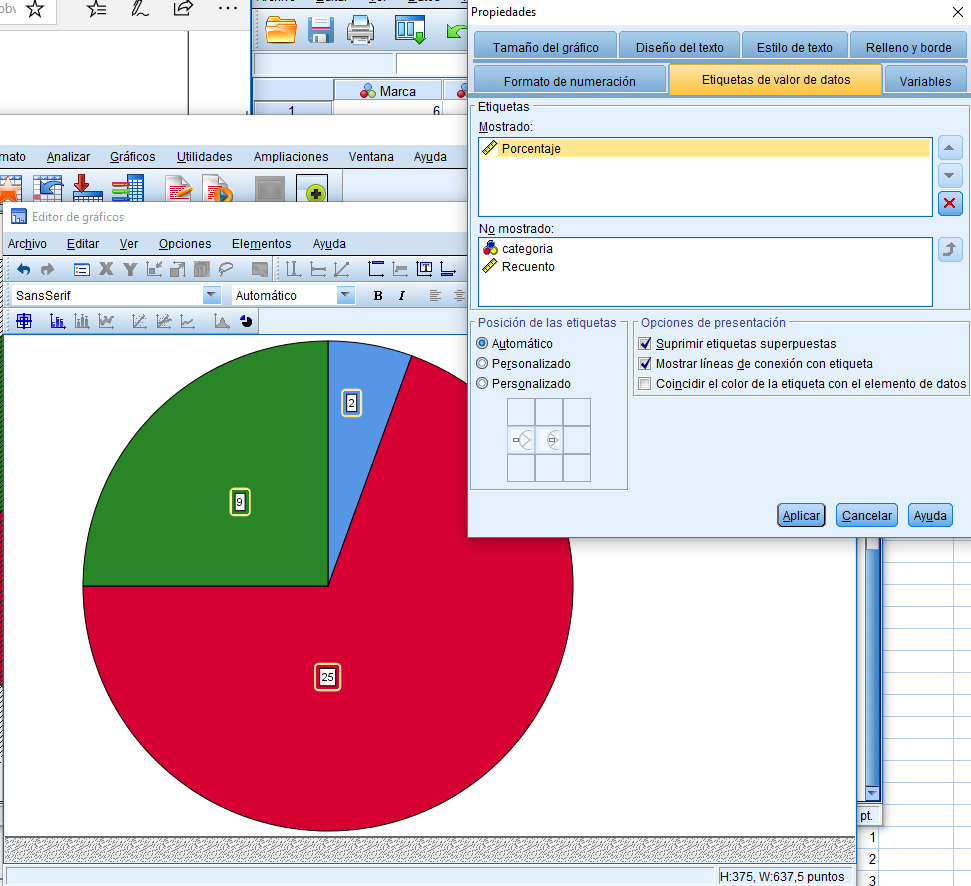 Propiedades
Marca
1
6
Tamaño del gráfico
Diseño del texto
Estilo de texto
Relleno y borde
Formato de numeración
Etiquetas de valor de datos
Variables
Etiquetas
Mostrado:
Porcentaje
No mostrado:
categoria
Recuento
Posición de las etiquetas
Automático
Personalizado
Personalizado
Opciones de presentación
Suprimir etiquetas superpuestas
Mostrar líneas de conexión con etiqueta
Coincidir el color de la etiqueta con el elemento de datos
Aplicar
Cancelar
Ayuda
mato Analizar Gráficos Utilidades Ampliaciones Ventana Ayuda
Editor de gráficos
Archivo Editar Ver Opciones Elementos Ayuda
SansSerif
Automático
B I
2
9
25
H:375, W:637,5 puntos
pt.
1
2
3